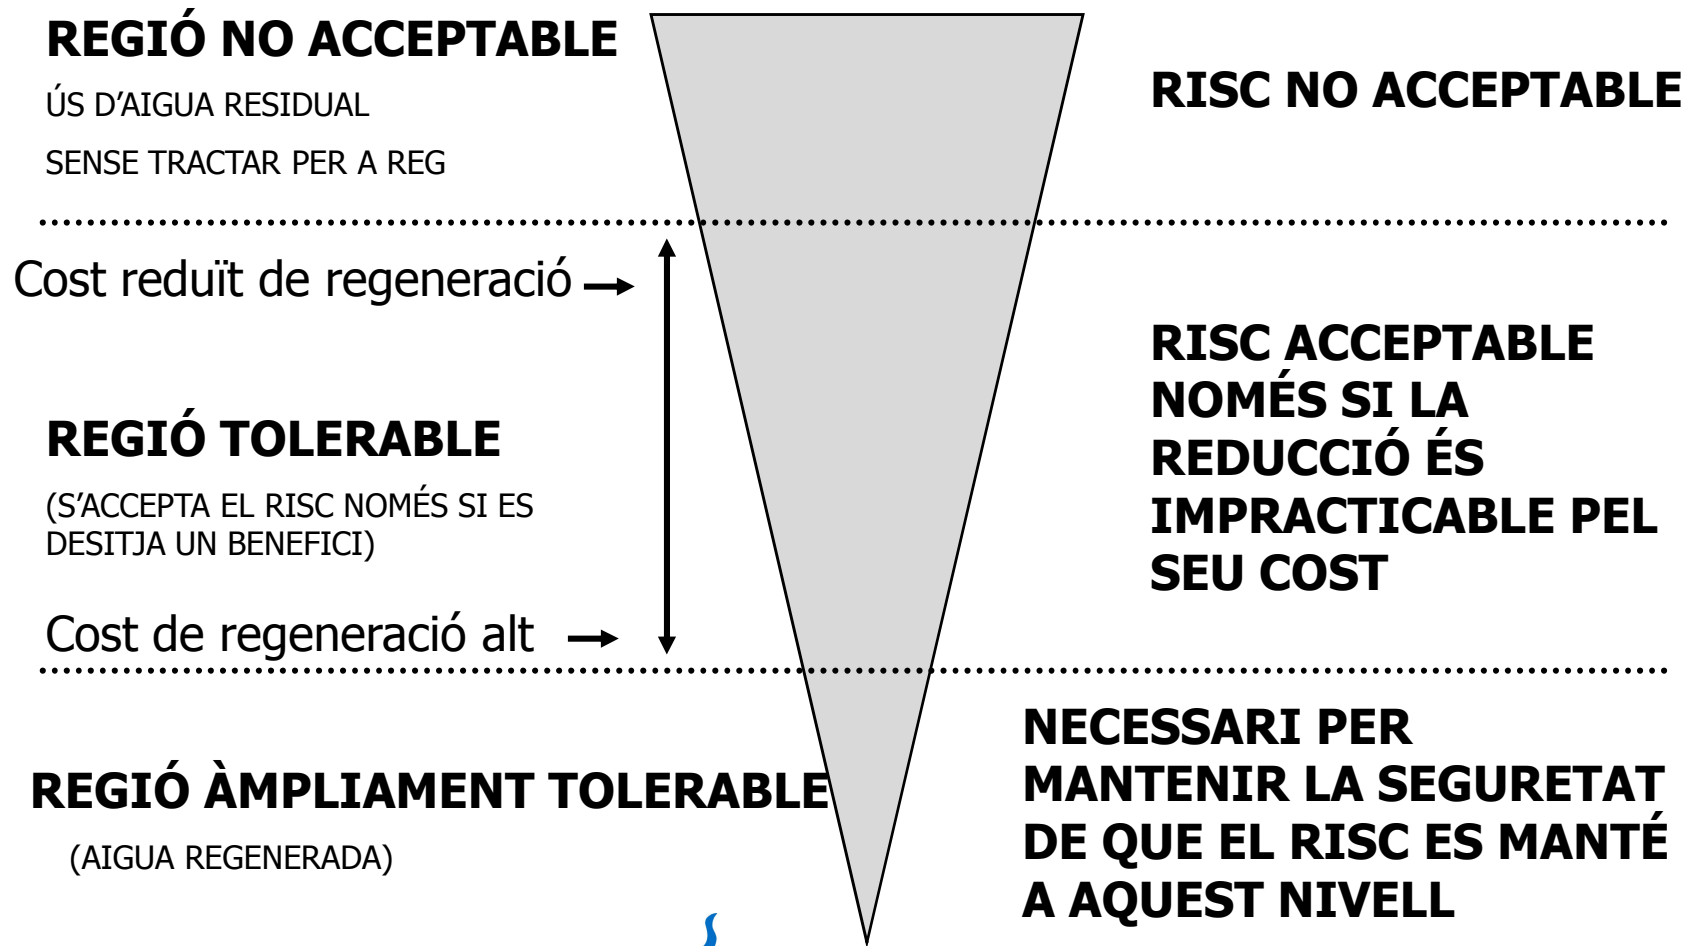 REGIÓ NO ACCEPTABLE
ÚS D'AIGUA RESIDUAL
SENSE TRACTAR PER A REG
RISC NO ACCEPTABLE
Cost reduït de regeneració
REGIÓ TOLERABLE
(S'ACCEPTA EL RISC NOMÉS SI ES
DESITJA UN BENEFICI)
Cost de regeneració alt
RISC ACCEPTABLE
NOMÉS SI LA
REDUCCIÓ ÉS
IMPRACTICABLE PEL
SEU COST
REGIÓ ÀMPLIAMENT TOLERABLE
(AIGUA REGENERADA)
NECESSARI PER
MANTENIR LA SEGURETAT
DE QUE EL RISC ES MANTÉ
A AQUEST NIVELL